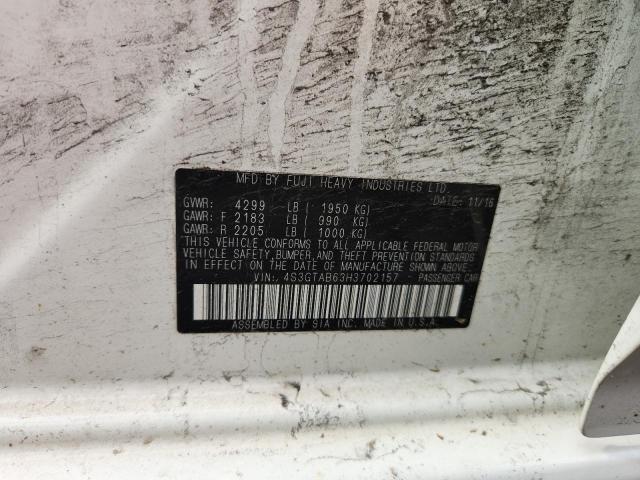 MFD BY FUJI HEAVY INDUSTRIES LTD.
DATE: 11/16
GVWR: 4299 LB ( 1950 KG)
GAWR: F 2183 LB ( 990 KG)
GAWR: R 2205 LB ( 1000 KG)
THIS VEHICLE CONFORMS TO ALL APPLICABLE FEDERAL MOTOR
VEHICLE SAFETY, BUMPER, AND THEFT PREVENTION
STANDARDS IN EFFECT ON THE DATE OF MANUFACTURE SHOWN ABOVE.
VIN: 4S3GTAB63H3702157 PASSENGER CAR
ASSEMBLED BY SIA INC. MADE IN U.S.A.